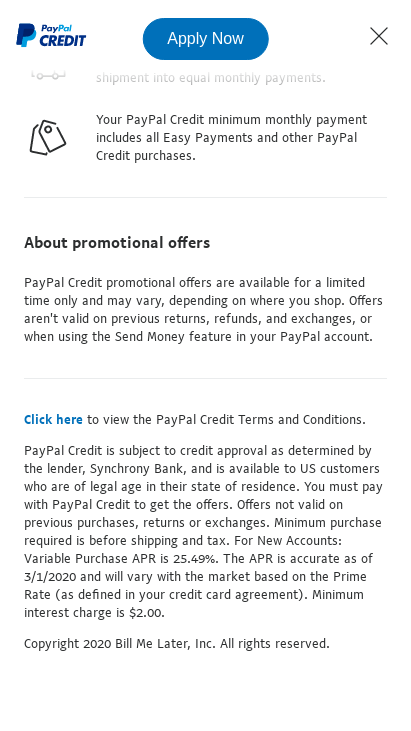 PayPal
CREDIT
Apply Now
shipment into equal monthly payments.
Your PayPal Credit minimum monthly payment
includes all Easy Payments and other PayPal
Credit purchases.
About promotional offers
PayPal Credit promotional offers are available for a limited
time only and may vary, depending on where you shop. Offers
aren't valid on previous returns, refunds, and exchanges, or
when using the Send Money feature in your PayPal account.
Click here to view the PayPal Credit Terms and Conditions.
PayPal Credit is subject to credit approval as determined by
the lender, Synchrony Bank, and is available to US customers
who are of legal age in their state of residence. You must pay
with PayPal Credit to get the offers. Offers not valid on
previous purchases, returns or exchanges. Minimum purchase
required is before shipping and tax. For New Accounts:
Variable Purchase APR is 25.49%. The APR is accurate as of
3/1/2020 and will vary with the market based on the Prime
Rate (as defined in your credit card agreement). Minimum
interest charge is $2.00.
Copyright 2020 Bill Me Later, Inc. All rights reserved.